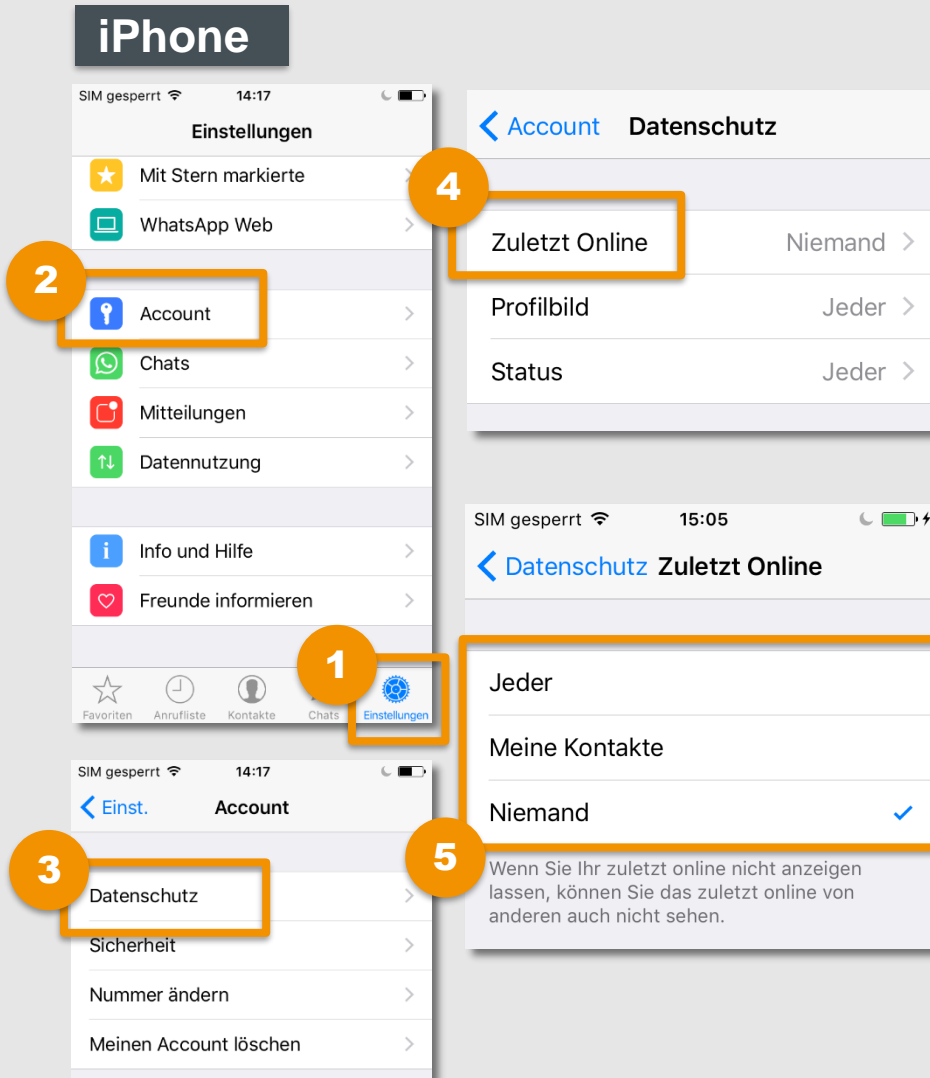 iPhone
SIM gesperrt 14:17
Einstellungen
Mit Stern markierte
WhatsApp Web
2
Account
Chats
Mitteilungen
Datennutzung
Info und Hilfe
Freunde informieren
1
Favoriten Anrufliste Kontakte Chats Einstellungen
SIM gesperrt 14:17
Einst. Account
3
Datenschutz
Sicherheit
Nummer ändern
Meinen Account löschen
Account Datenschutz
4
Zuletzt Online Niemand
Profilbild Jeder
Status Jeder
SIM gesperrt 15:05
Datenschutz Zuletzt Online
Jeder
Meine Kontakte
Niemand
5
Wenn Sie Ihr zuletzt online nicht anzeigen
lassen, können Sie das zuletzt online von
anderen auch nicht sehen.